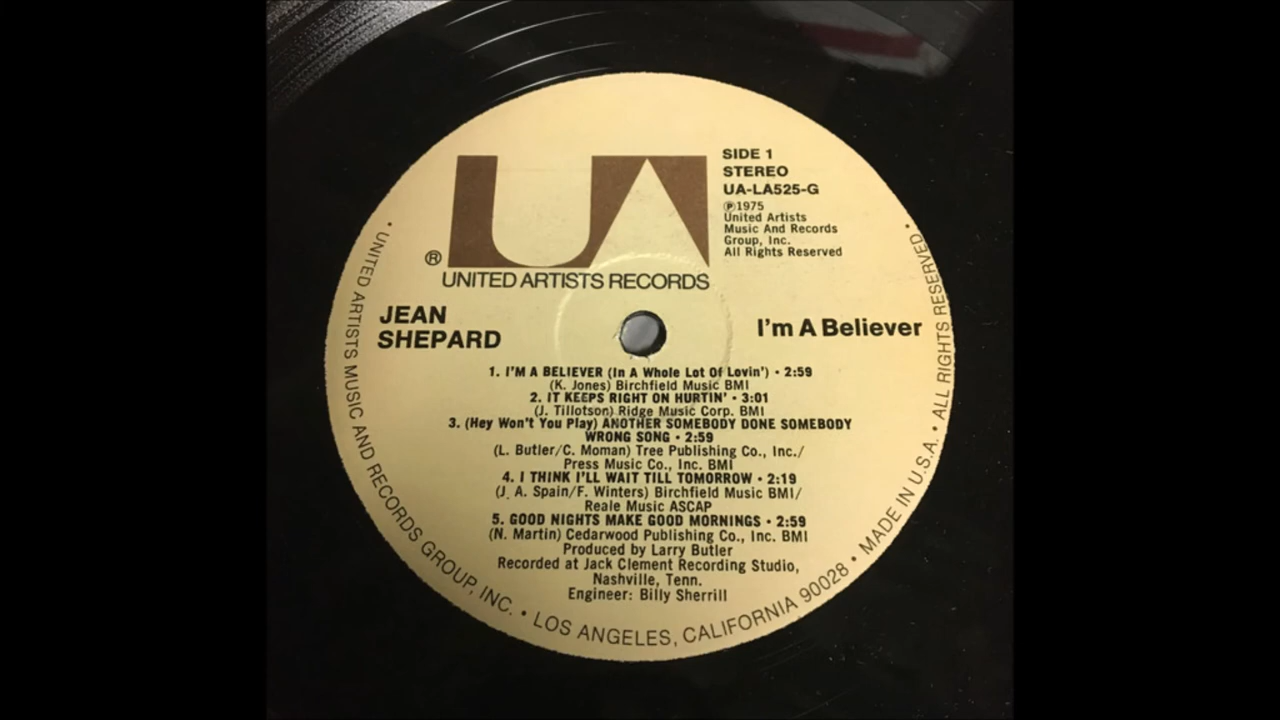 UA
SIDE 1
STEREO
UA-LA525-G
Ⓟ1975
United Artists
Music And Records
Group, Inc.
All Rights Reserved
®
UNITED ARTISTS RECORDS
JEAN
SHEPARD
I'm A Believer
1. I'M A BELIEVER (In A Whole Lot Of Lovin') • 2:59
(K. Jones) Birchfield Music BMI
2. IT KEEPS RIGHT ON HURTIN' • 3:01
(J. Tillotson) Ridge Music Corp. BMI
3. (Hey Won't You Play) ANOTHER SOMEBODY DONE SOMEBODY
WRONG SONG • 2:59
(L. Butler/C. Moman) Tree Publishing Co., Inc./
Press Music Co., Inc. BMI
4. I THINK I'LL WAIT TILL TOMORROW • 2:19
(J. A. Spain/F. Winters) Birchfield Music BMI/
Reale Music ASCAP
5. GOOD NIGHTS MAKE GOOD MORNINGS • 2:59
(N. Martin) Cedarwood Publishing Co., Inc. BMI
Produced by Larry Butler
Recorded at Jack Clement Recording Studio,
Nashville, Tenn.
Engineer: Billy Sherrill
• UNITED ARTISTS MUSIC AND RECORDS GROUP, INC. • LOS ANGELES, CALIFORNIA 90028 • MADE IN U.S.A. • ALL RIGHTS RESERVED •